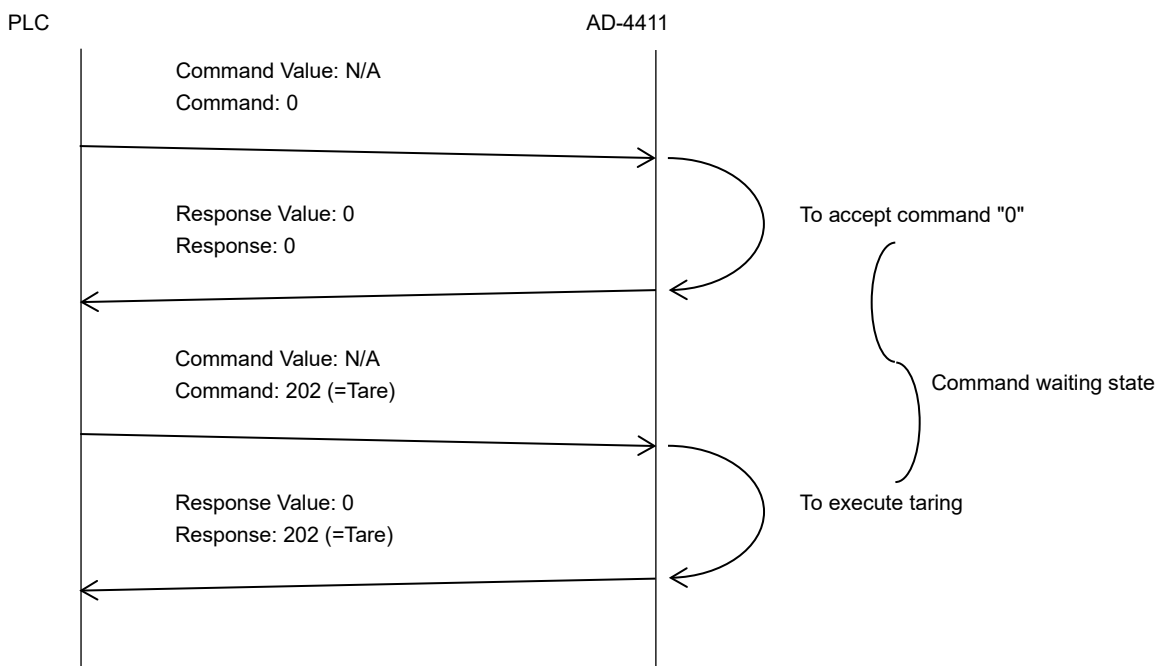 PLC
AD-4411
Command Value: N/A
Command: 0
Response Value: 0
Response: 0
To accept command "0"
Command Value: N/A
Command: 202 (=Tare)
Command waiting state
Response Value: 0
Response: 202 (=Tare)
To execute taring